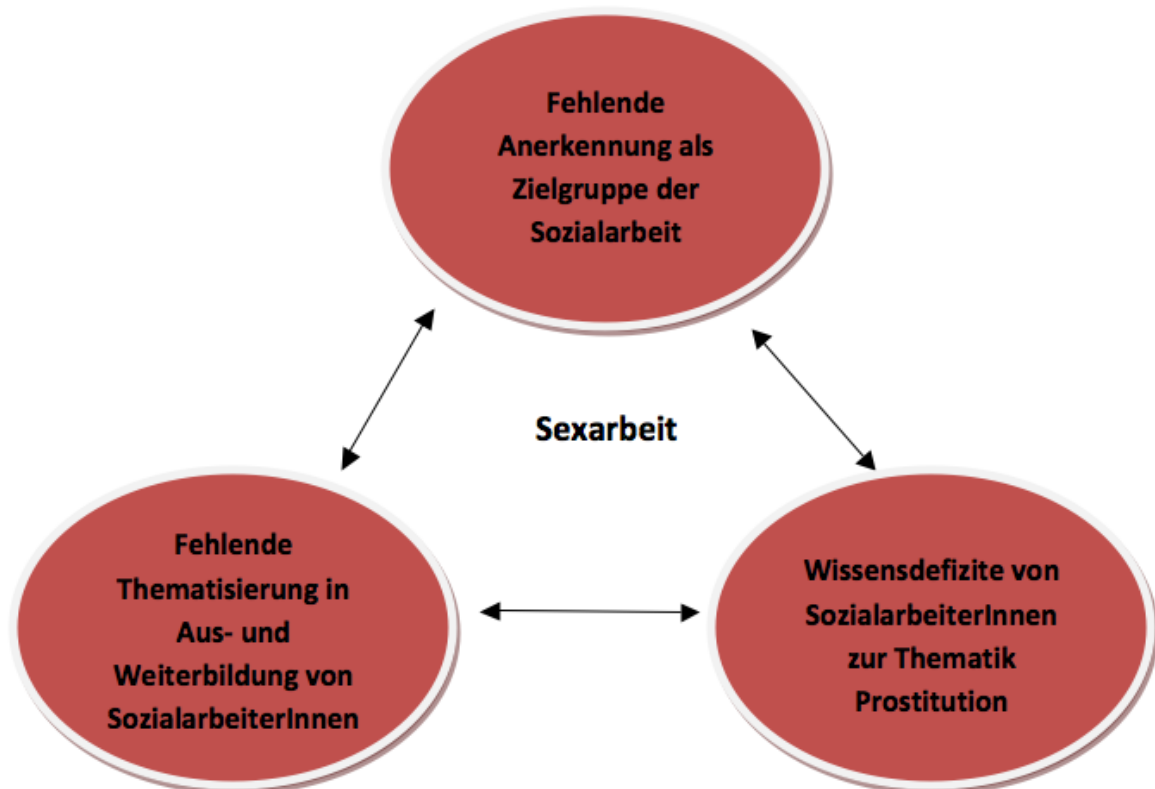 Fehlende
Anerkennung als
Zielgruppe der
Sozialarbeit
Sexarbeit
Fehlende
Thematisierung in
Aus- und
Weiterbildung von
SozialarbeiterInnen
Wissensdefizite von
SozialarbeiterInnen
zur Thematik
Prostitution